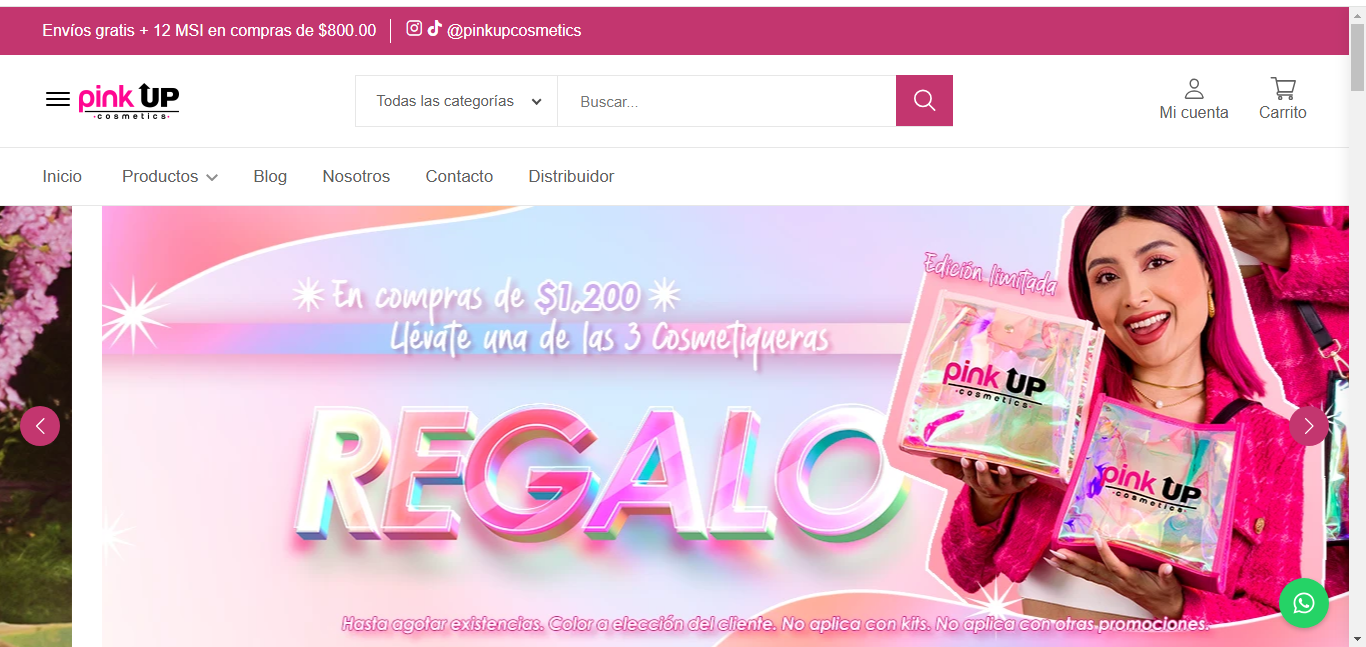 Envíos gratis + 12 MSI en compras de $800.00
@pinkupcosmetics
pink UP
·cosmetics·
Todas las categorías
Buscar...
Mi cuenta
Carrito
Inicio
Productos
Blog
Nosotros
Contacto
Distribuidor
En compras de $1,200
Llévate una de las 3 Cosmetiqueras
REGALO
Edición limitada
pink UP
·cosmetics·
pink UP
·cosmetics·
Hasta agotar existencias. Color a elección del cliente. No aplica con kits. No aplica con otras promociones.